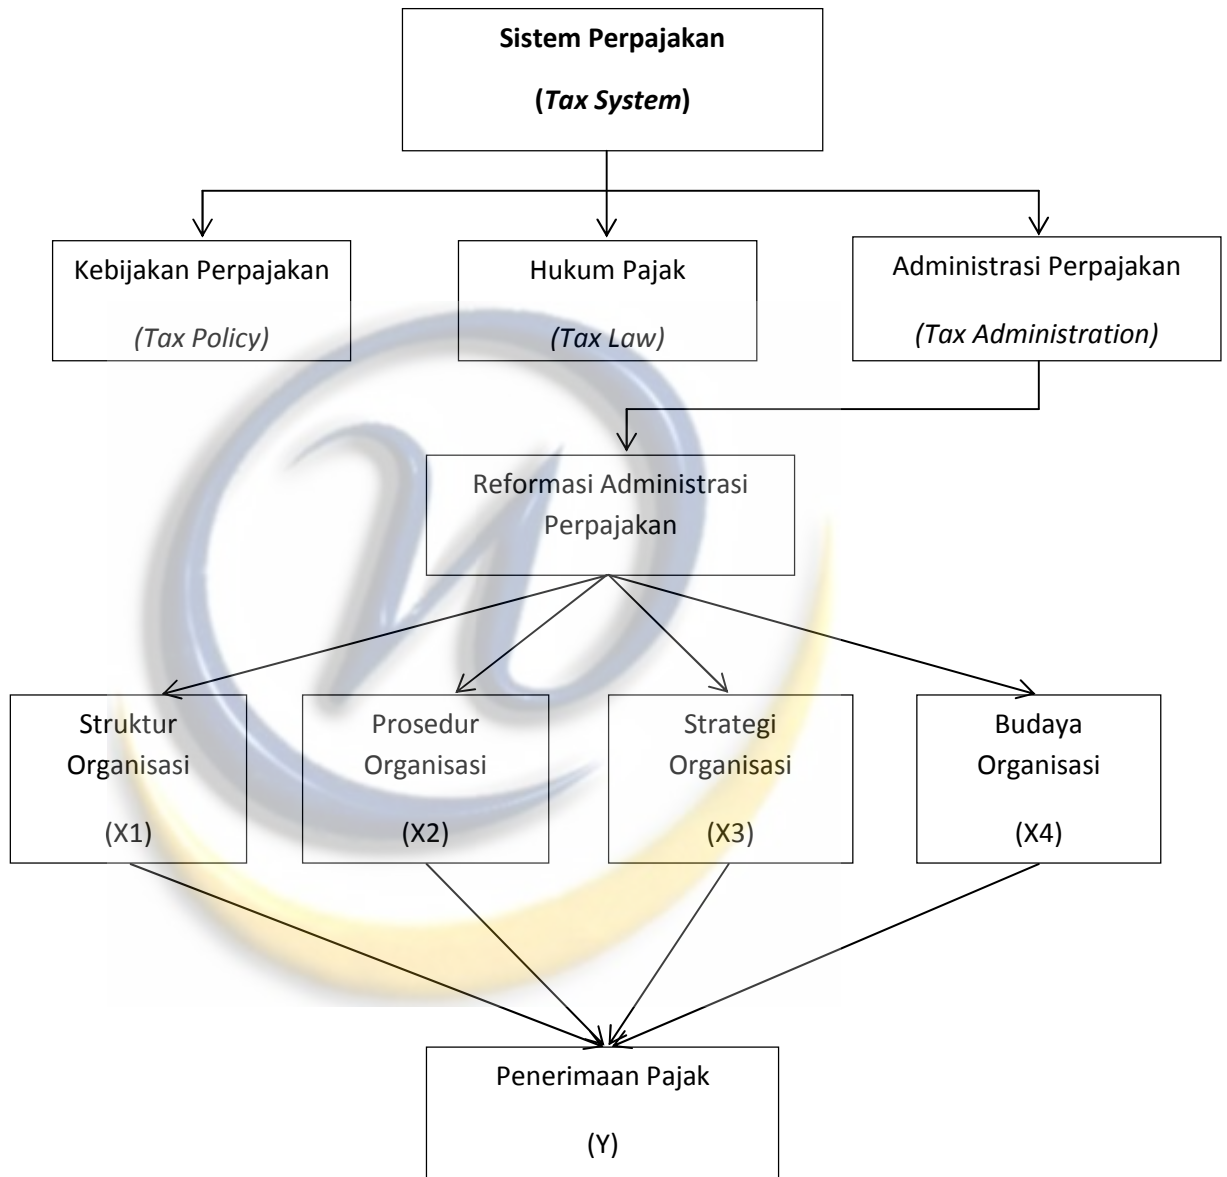 Sistem Perpajakan
(Tax System)
Kebijakan Perpajakan
(Tax Policy)
Hukum Pajak
(Tax Law)
Administrasi Perpajakan
(Tax Administration)
Reformasi Administrasi
Perpajakan
Struktur
Organisasi
(X1)
Prosedur
Organisasi
(X2)
Strategi
Organisasi
(X3)
Budaya
Organisasi
(X4)
Penerimaan Pajak
(Y)